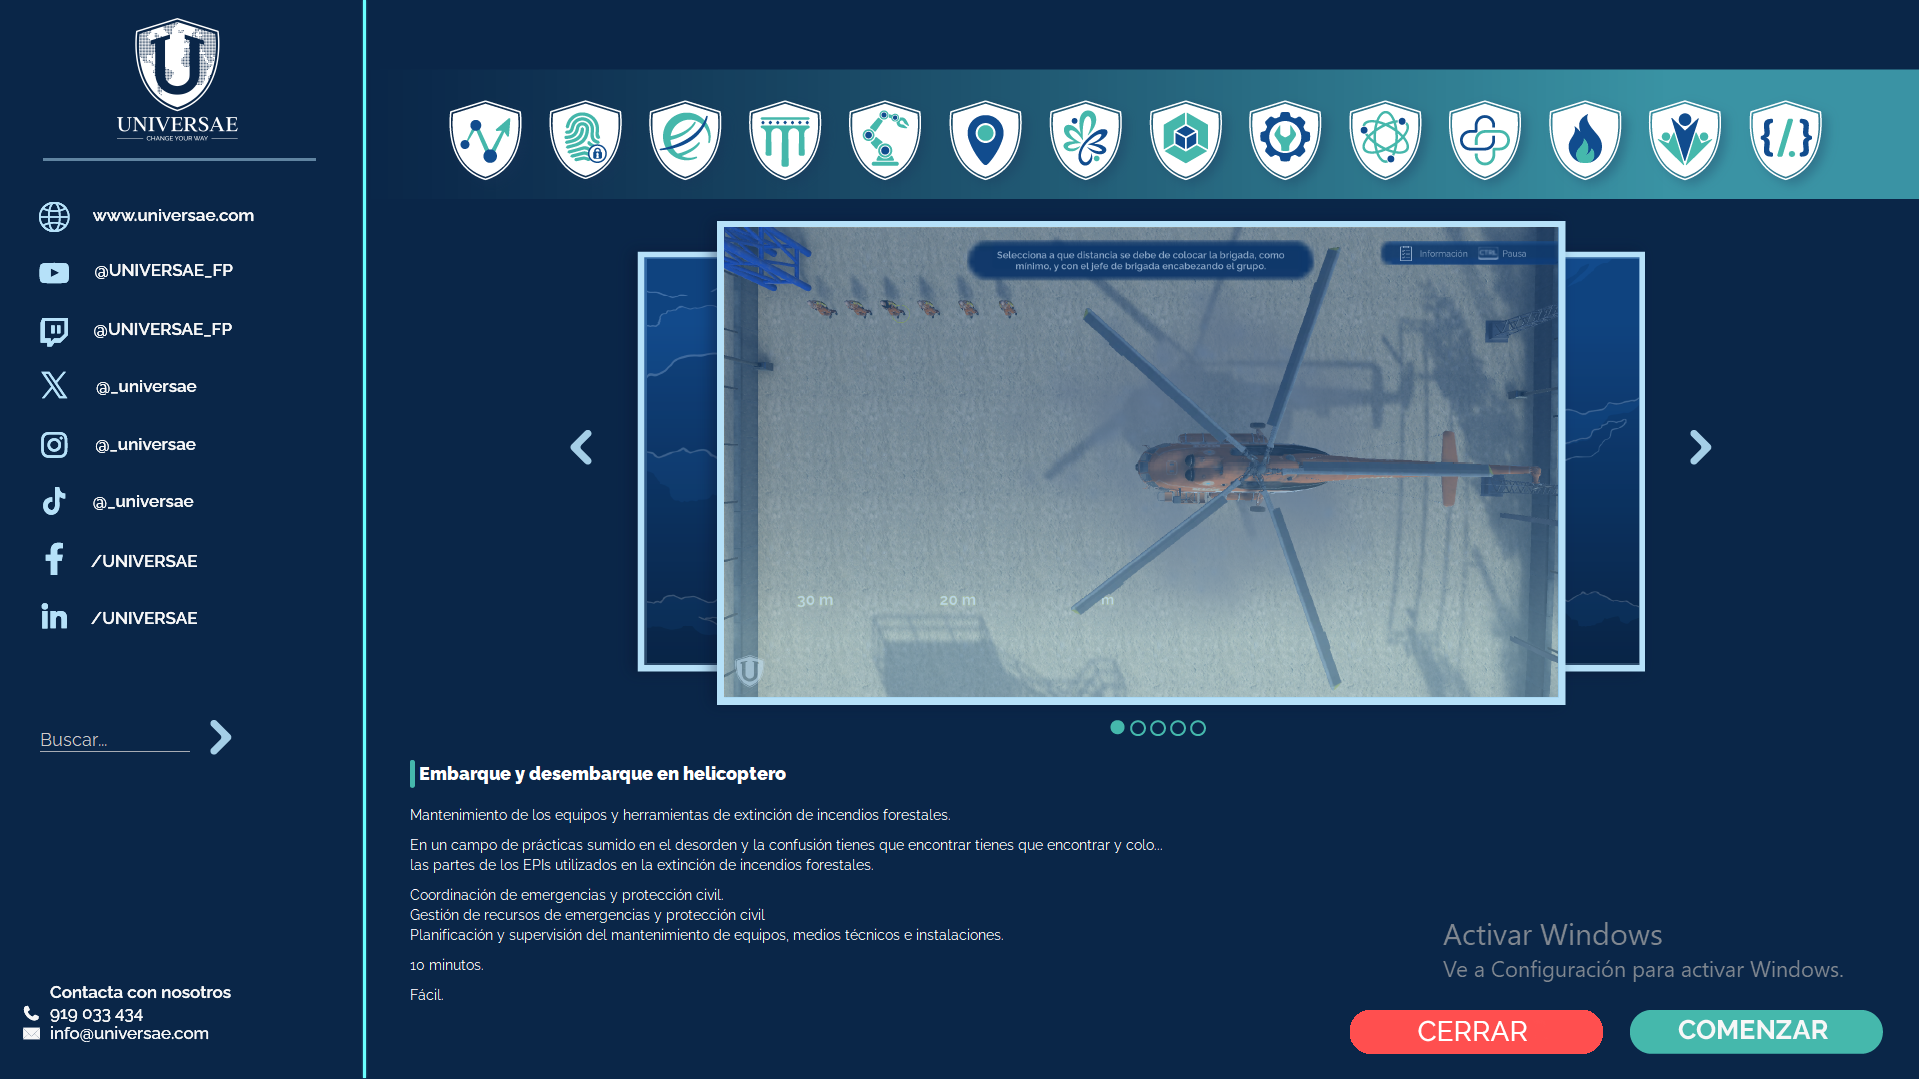 UNIVERSAE
CHANGE YOUR WAY
www.universae.com
@UNIVERSAE_FP
@UNIVERSAE_FP
@_universae
@_universae
@_universae
/UNIVERSAE
/UNIVERSAE
Buscar...
Contacta con nosotros
919 033 434
info@universae.com
Selecciona a que distancia se debe de colocar la brigada, como
mínimo, y con el jefe de brigada encabezando el grupo.
Información CTRL Pausa
30 m 20 m m
Embarque y desembarque en helicoptero
Mantenimiento de los equipos y herramientas de extinción de incendios forestales.
En un campo de prácticas sumido en el desorden y la confusión tienes que encontrar tienes que encontrar y colo...
las partes de los EPIs utilizados en la extinción de incendios forestales.
Coordinación de emergencias y protección civil.
Gestión de recursos de emergencias y protección civil
Planificación y supervisión del mantenimiento de equipos, medios técnicos e instalaciones.
10 minutos.
Fácil.
Activar Windows
Ve a Configuración para activar Windows.
CERRAR
COMENZAR